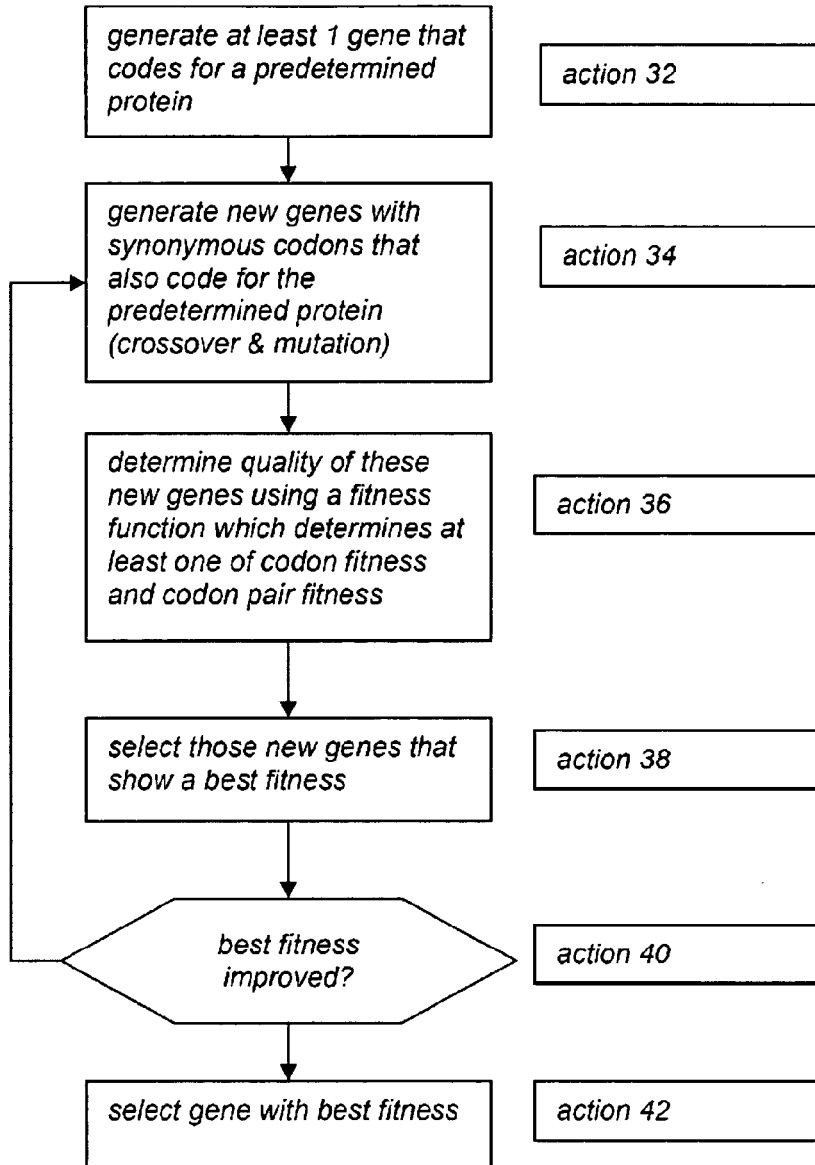 generate at least 1 gene that
codes for a predetermined
protein
action 32
generate new genes with
synonymous codons that
also code for the
predetermined protein
(crossover & mutation)
action 34
determine quality of these
new genes using a fitness
function which determines at
least one of codon fitness
and codon pair fitness
action 36
select those new genes that
show a best fitness
action 38
best fitness
improved?
action 40
select gene with best fitness
action 42